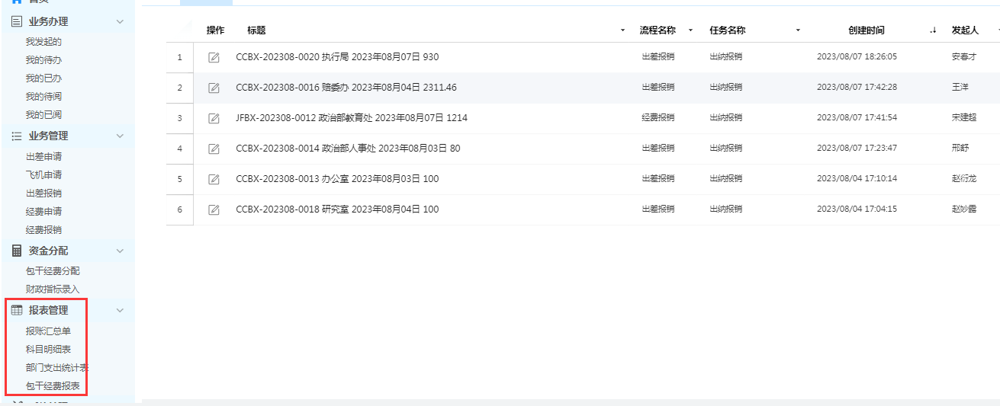 首页
业务办理
我发起的
我的待办
我的已办
我的待阅
我的已阅
业务管理
出差申请
飞机申请
出差报销
经费申请
经费报销
资金分配
包干经费分配
财政指标录入
报表管理
报账汇总单
科目明细表
部门支出统计表
包干经费报表
操作 标题 流程名称 任务名称 创建时间 发起人
1 CCBX-202308-0020 执行局 2023年08月07日 930 出差报销 出纳报销 2023/08/07 18:26:05 安春才
2 CCBX-202308-0016 赔委办 2023年08月04日 2311.46 出差报销 出纳报销 2023/08/07 17:42:28 王洋
3 JFBX-202308-0012 政治部教育处 2023年08月07日 1214 经费报销 出纳报销 2023/08/07 17:41:54 宋建超
4 CCBX-202308-0014 政治部人事处 2023年08月03日 80 出差报销 出纳报销 2023/08/07 17:23:47 邢舒
5 CCBX-202308-0013 办公室 2023年08月03日 100 出差报销 出纳报销 2023/08/04 17:10:14 赵衍龙
6 CCBX-202308-0018 研究室 2023年08月04日 100 出差报销 出纳报销 2023/08/04 17:04:15 赵妙露